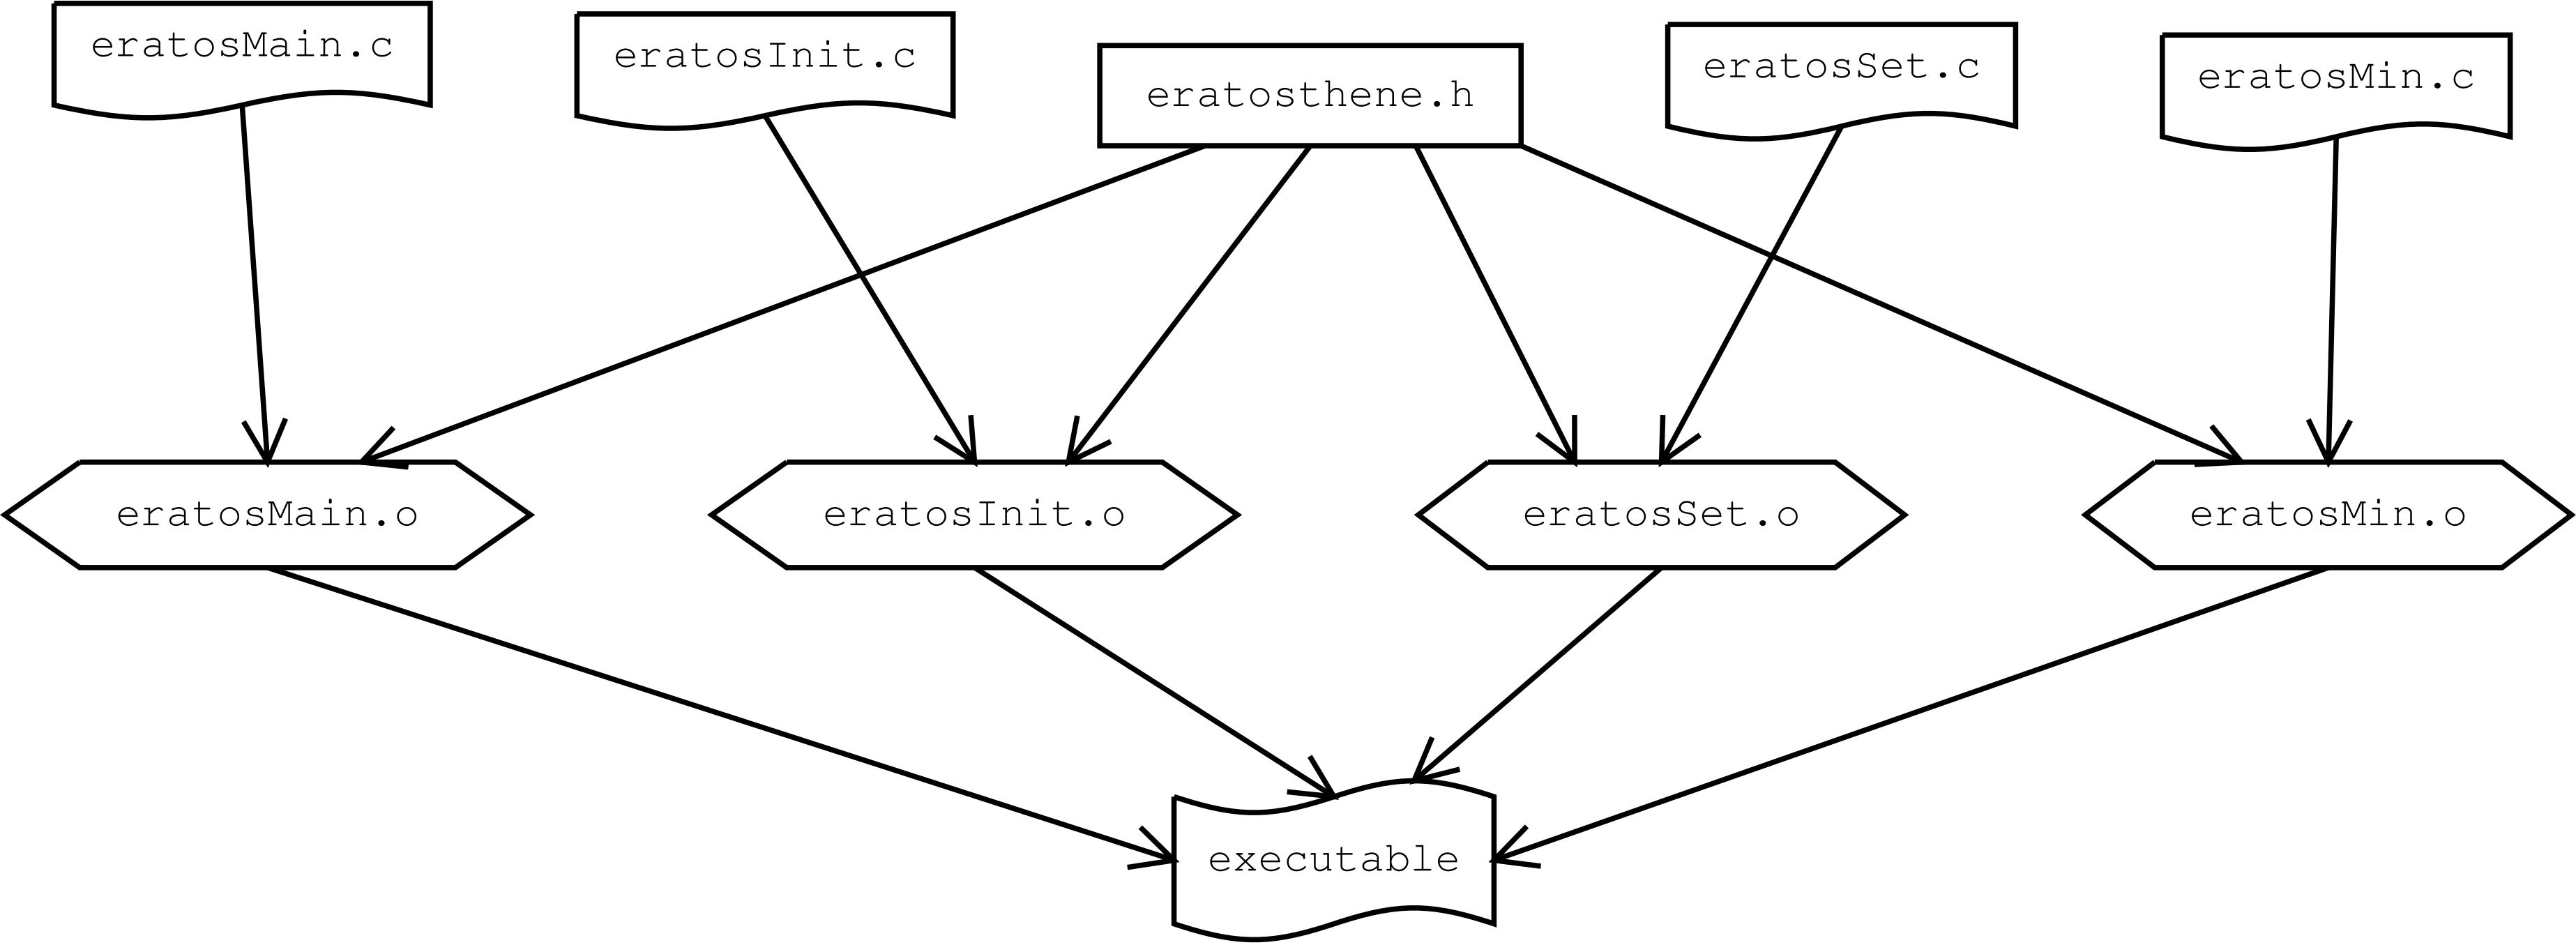 eratosMain.c
eratosInit.c
eratosthene.h
eratosSet.c
eratosMin.c
eratosMain.o
eratosInit.o
eratosSet.o
eratosMin.o
executable